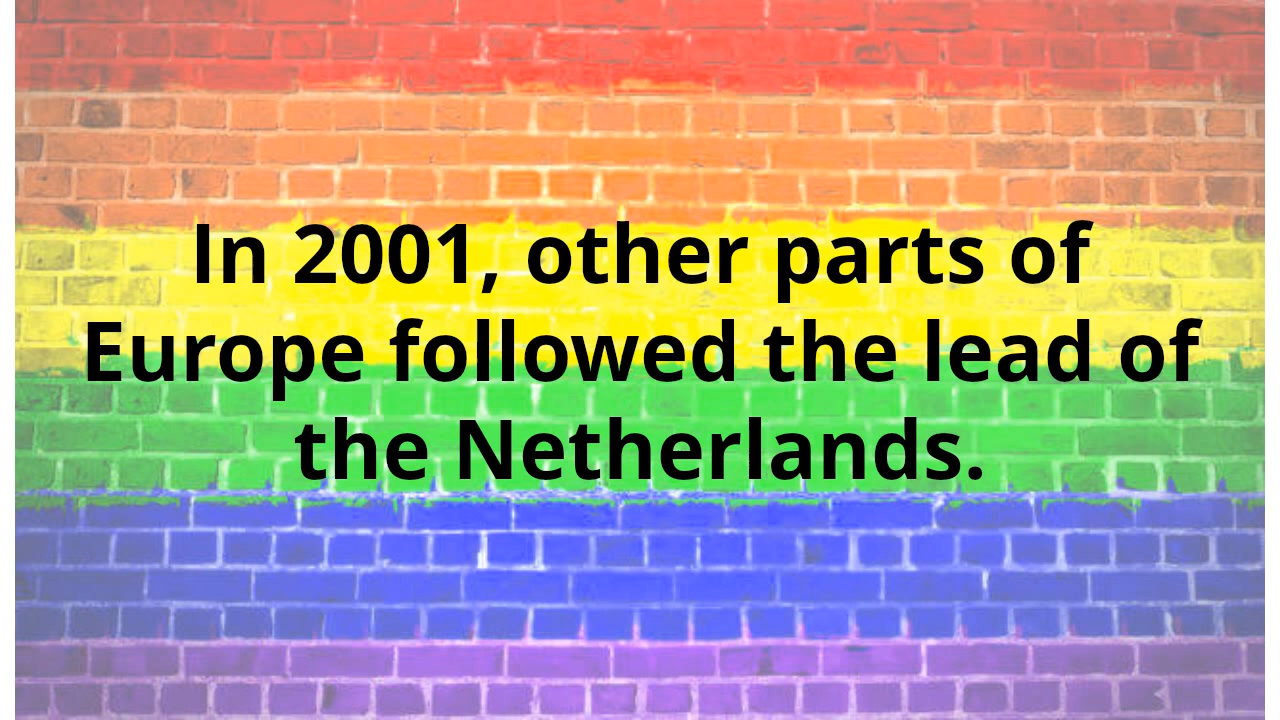 In 2001, other parts of
Europe followed the lead of
the Netherlands.